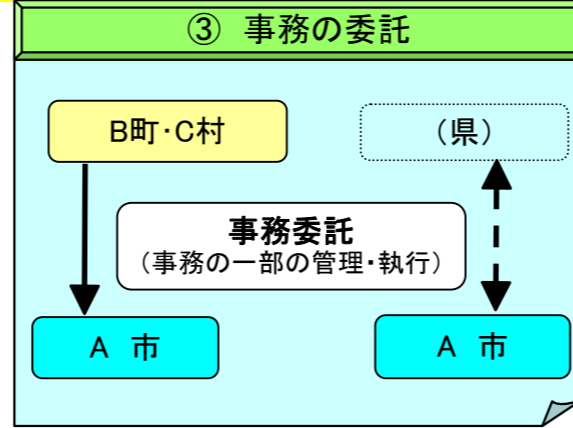 ③ 事務の委託
B町・C村
（県）
事務委託
（事務の一部の管理・執行）
A 市
A 市